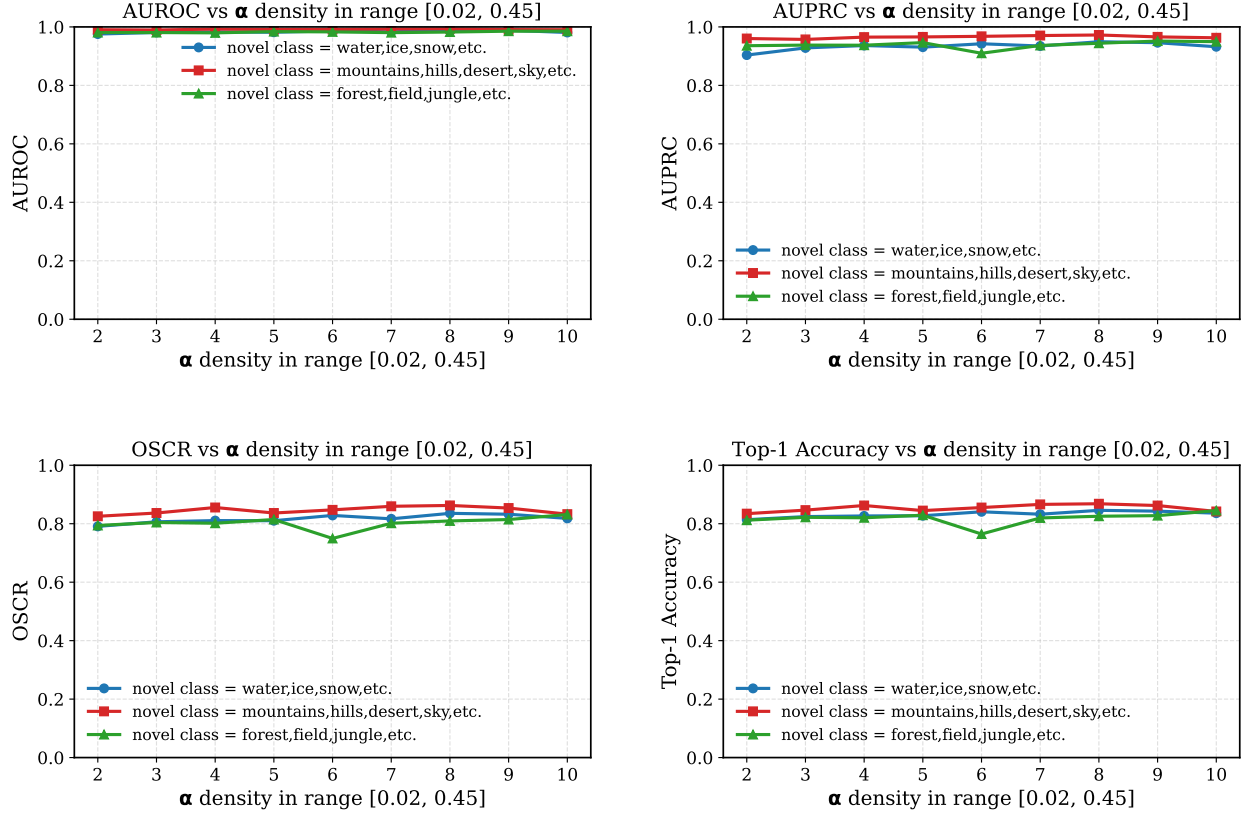 AUROC vs α density in range [0.02, 0.45]
1.0
0.8
0.6
0.4
0.2
0.0
AUROC
novel class = water,ice,snow,etc.
novel class = mountains,hills,desert,sky,etc.
novel class = forest,field,jungle,etc.
2 3 4 5 6 7 8 9 10
α density in range [0.02, 0.45]
AUPRC vs α density in range [0.02, 0.45]
1.0
0.8
0.6
0.4
0.2
0.0
AUPRC
novel class = water,ice,snow,etc.
novel class = mountains,hills,desert,sky,etc.
novel class = forest,field,jungle,etc.
2 3 4 5 6 7 8 9 10
α density in range [0.02, 0.45]
OSCR vs α density in range [0.02, 0.45]
1.0
0.8
0.6
0.4
0.2
0.0
OSCR
novel class = water,ice,snow,etc.
novel class = mountains,hills,desert,sky,etc.
novel class = forest,field,jungle,etc.
2 3 4 5 6 7 8 9 10
α density in range [0.02, 0.45]
Top-1 Accuracy vs α density in range [0.02, 0.45]
1.0
0.8
0.6
0.4
0.2
0.0
Top-1 Accuracy
novel class = water,ice,snow,etc.
novel class = mountains,hills,desert,sky,etc.
novel class = forest,field,jungle,etc.
2 3 4 5 6 7 8 9 10
α density in range [0.02, 0.45]